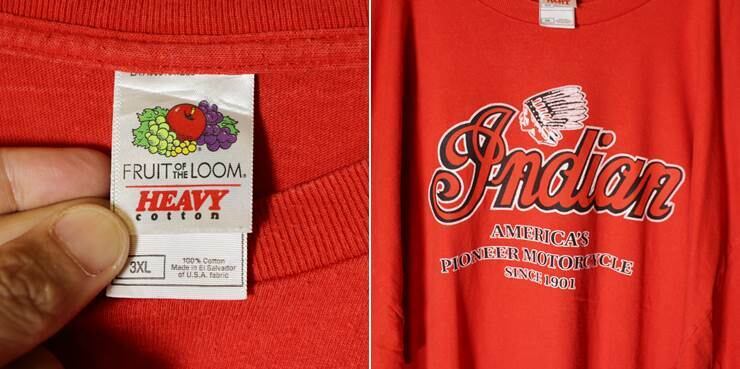 FRUIT OF THE LOOM.
HEAVY
cotton
3XL
100% Cotton
Made in El Salvador
of U.S.A. fabric
Indian
AMERICA'S
PIONEER MOTORCYCLE
SINCE 1901